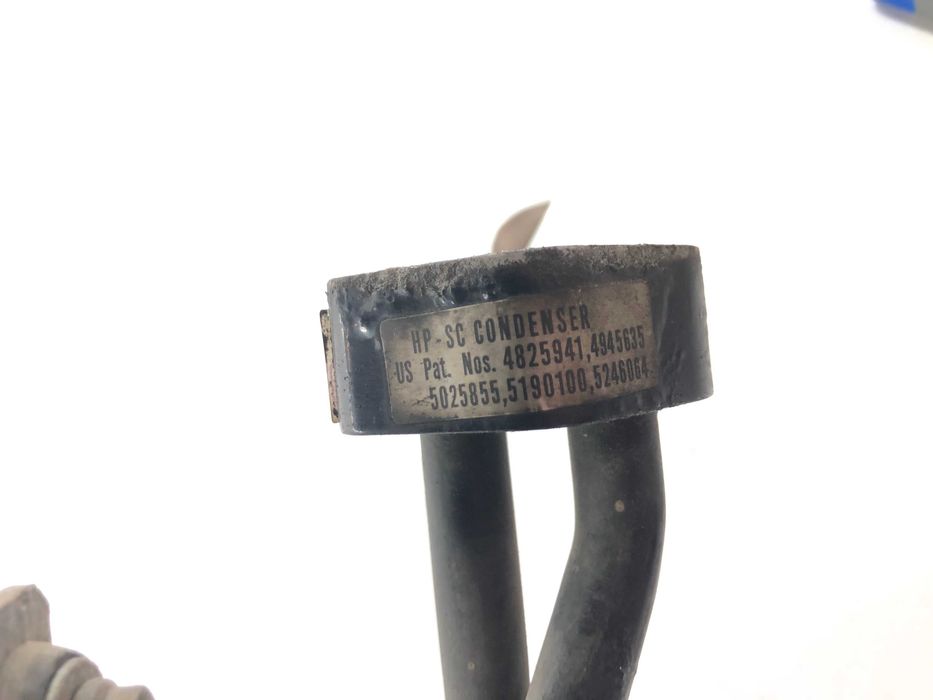 HP-SC CONDENSER
US Pat. Nos. 4825941,4945635
5025855,5190100,5246064